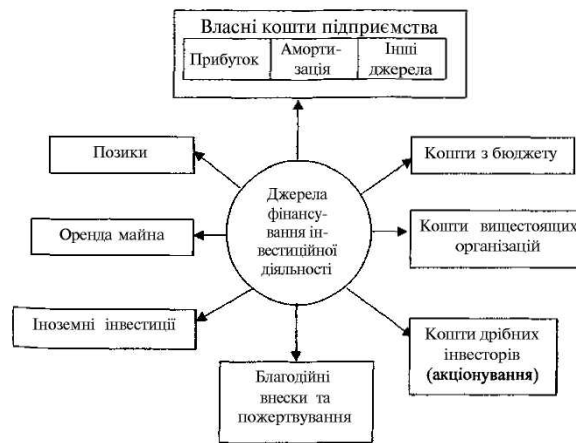 Власні кошти підприємства
Прибуток
Аморти-
зація
Інші
джерела
Позики
Кошти з бюджету
Джерела
фінансу-
вання ін-
вестиційної
діяльності
Оренда майна
Кошти вищестоящих
організацій
Іноземні інвестиції
Кошти дрібних
інвесторів
(акціонування)
Благодійні
внески та
пожертвування